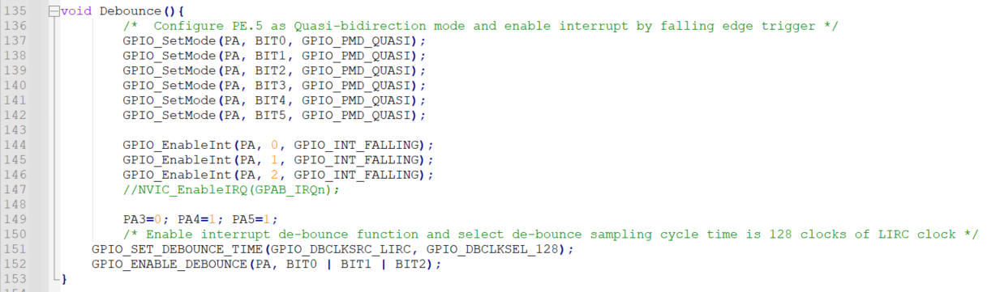 135 void Debounce(){
136 /* Configure PE.5 as Quasi-bidirection mode and enable interrupt by falling edge trigger */
137 GPIO_SetMode(PA, BIT0, GPIO_PMD_QUASI);
138 GPIO_SetMode(PA, BIT1, GPIO_PMD_QUASI);
139 GPIO_SetMode(PA, BIT2, GPIO_PMD_QUASI);
140 GPIO_SetMode(PA, BIT3, GPIO_PMD_QUASI);
141 GPIO_SetMode(PA, BIT4, GPIO_PMD_QUASI);
142 GPIO_SetMode(PA, BIT5, GPIO_PMD_QUASI);
143
144 GPIO_EnableInt(PA, 0, GPIO_INT_FALLING);
145 GPIO_EnableInt(PA, 1, GPIO_INT_FALLING);
146 GPIO_EnableInt(PA, 2, GPIO_INT_FALLING);
147 //NVIC_EnableIRQ(GPAB_IRQn);
148
149 PA3=0; PA4=1; PA5=1;
150 /* Enable interrupt de-bounce function and select de-bounce sampling cycle time is 128 clocks of LIRC clock */
151 GPIO_SET_DEBOUNCE_TIME(GPIO_DBCLKSRC_LIRC, GPIO_DBCLKSEL_128);
152 GPIO_ENABLE_DEBOUNCE(PA, BIT0 | BIT1 | BIT2);
153 }